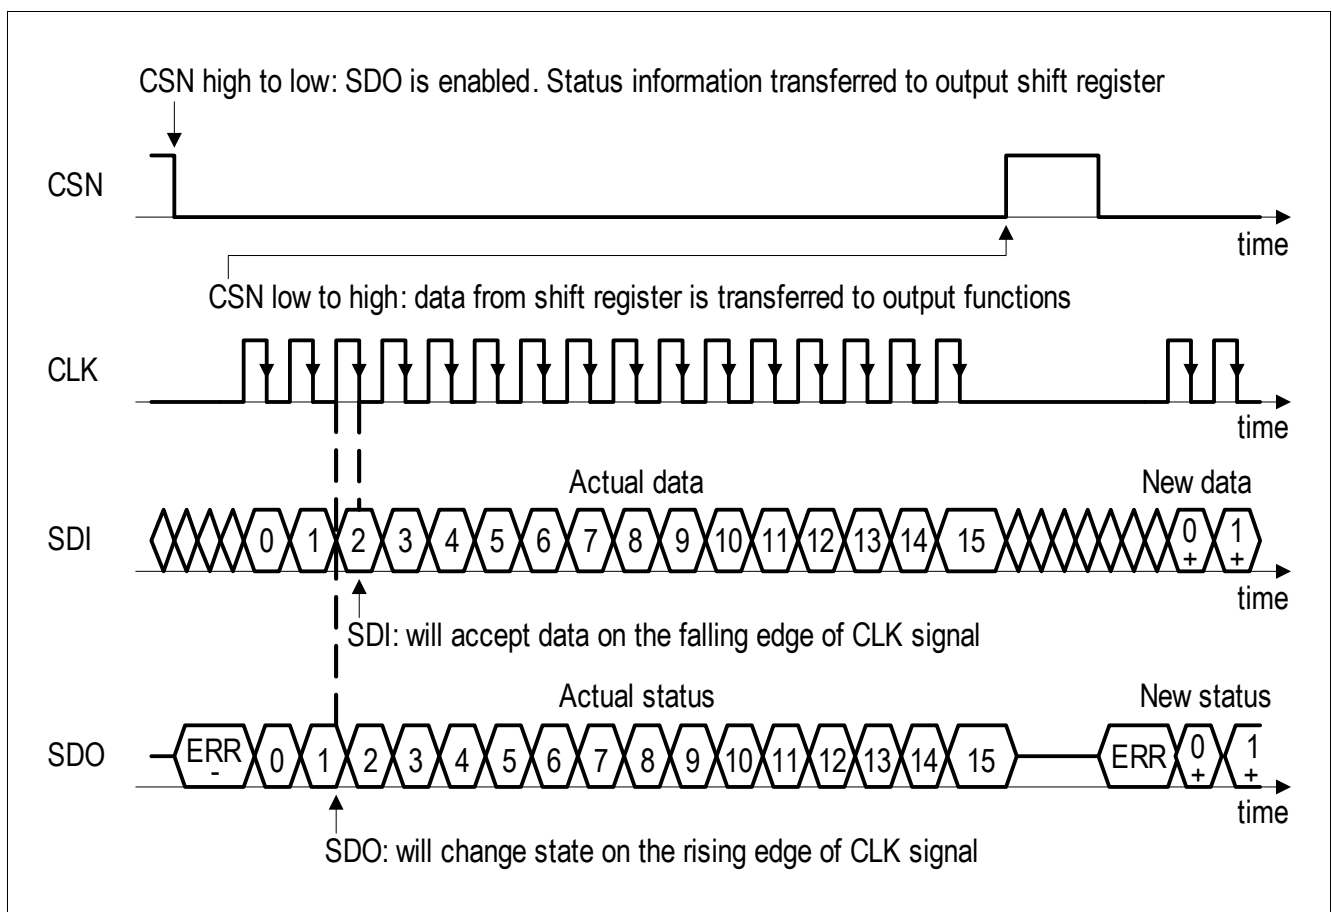 CSN high to low: SDO is enabled. Status information transferred to output shift register
CSN
time
CSN low to high: data from shift register is transferred to output functions
CLK
time
Actual data
New data
SDI
0 1 2 3 4 5 6 7 8 9 10 11 12 13 14 15 0+ 1+
time
SDI: will accept data on the falling edge of CLK signal
Actual status
New status
SDO
ERR- 0 1 2 3 4 5 6 7 8 9 10 11 12 13 14 15 ERR 0+ 1+
time
SDO: will change state on the rising edge of CLK signal